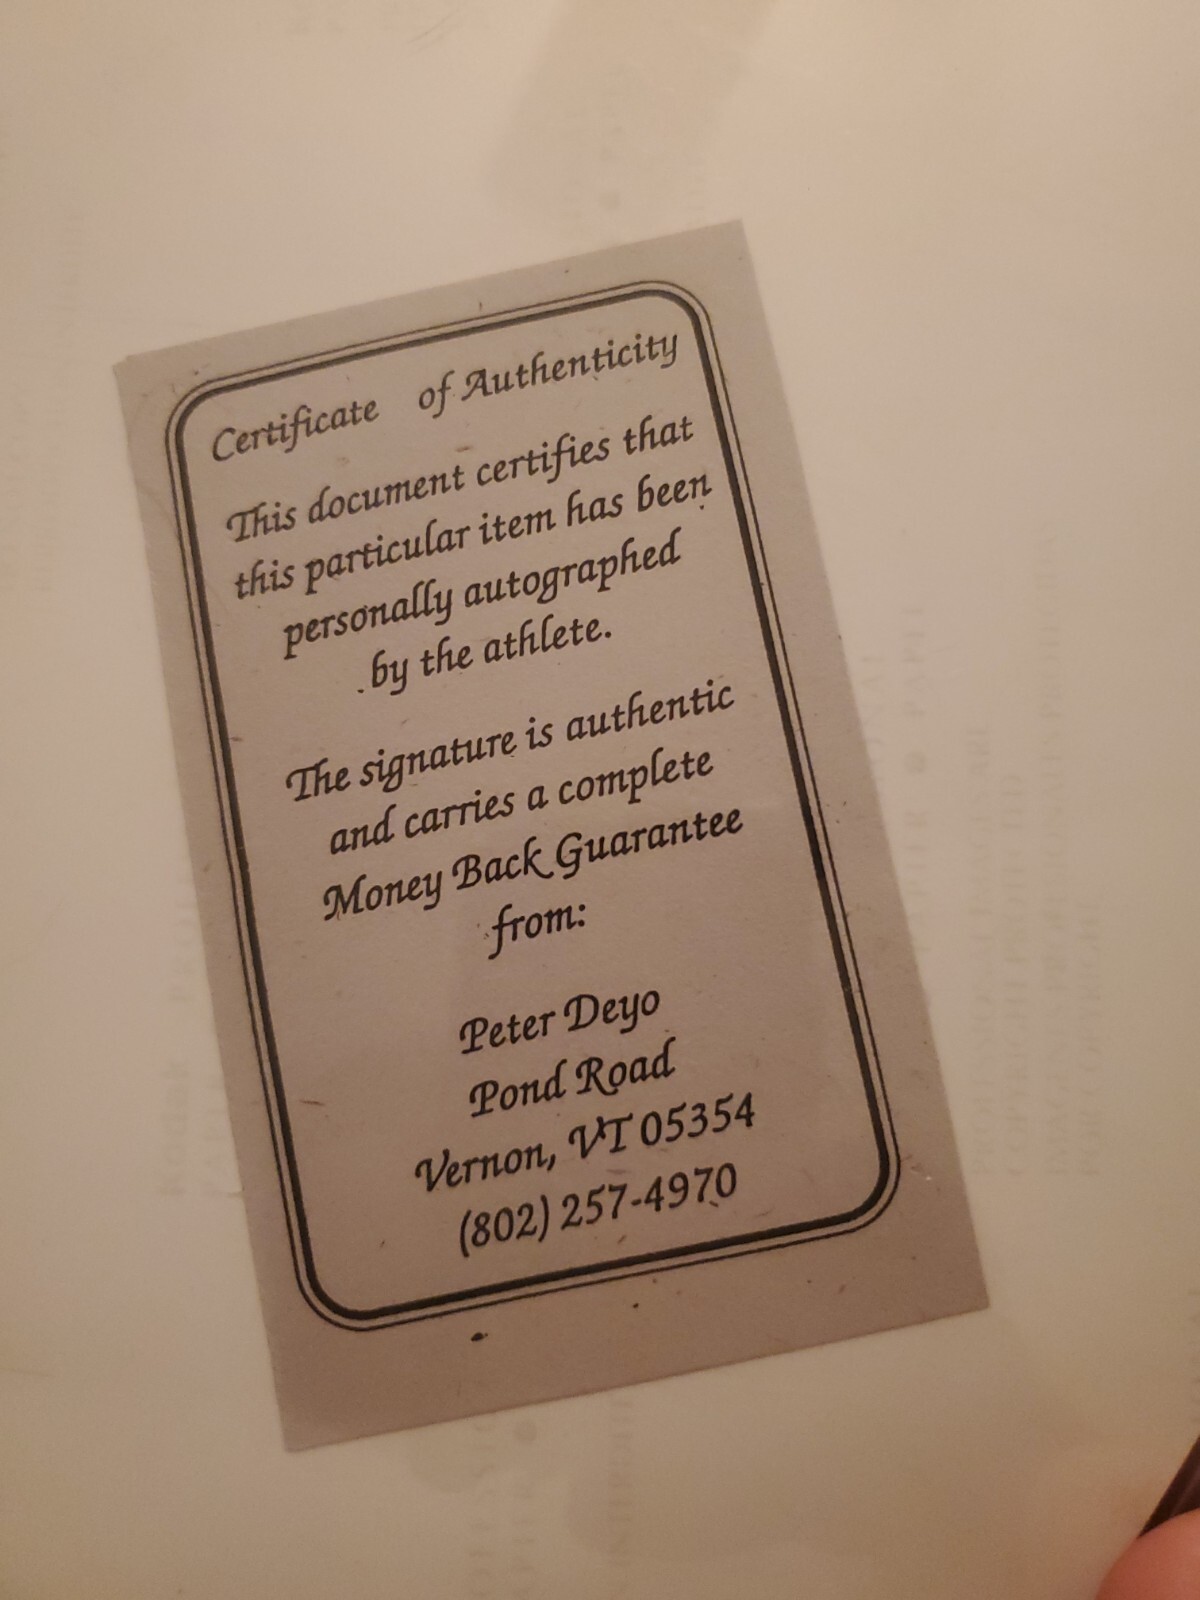 Certificate of Authenticity
This document certifies that
this particular item has been
personally autographed
by the athlete.
The signature is authentic
and carries a complete
Money Back Guarantee
from:
Peter Deyo
Pond Road
Vernon, VT 05354
(802) 257-4970